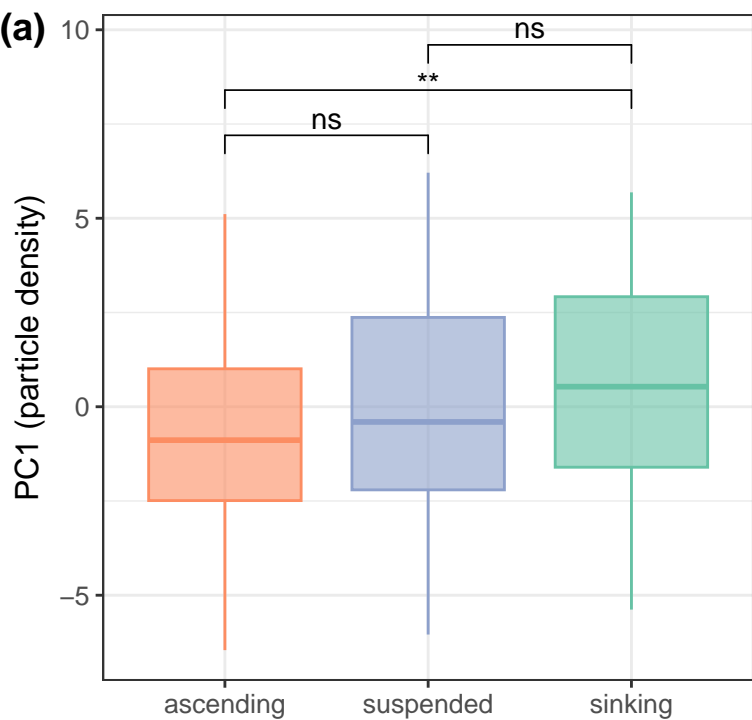 (a)
PC1 (particle density)
10
5
0
−5
ns
**
ns
ascending suspended sinking